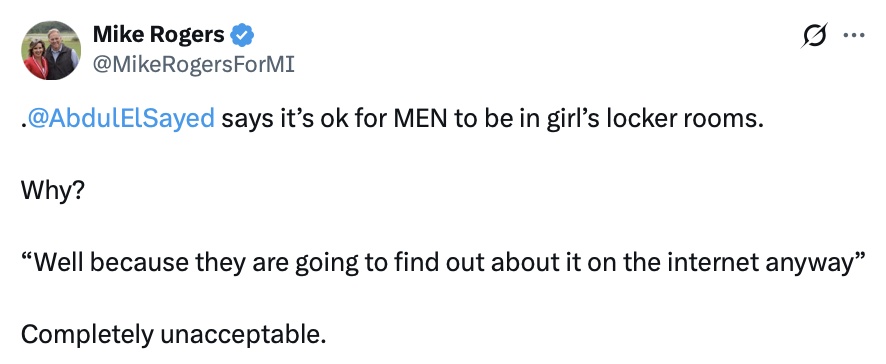 Mike Rogers
@MikeRogersForMI
.@AbdulElSayed says it’s ok for MEN to be in girl’s locker rooms.
Why?
“Well because they are going to find out about it on the internet anyway”
Completely unacceptable.